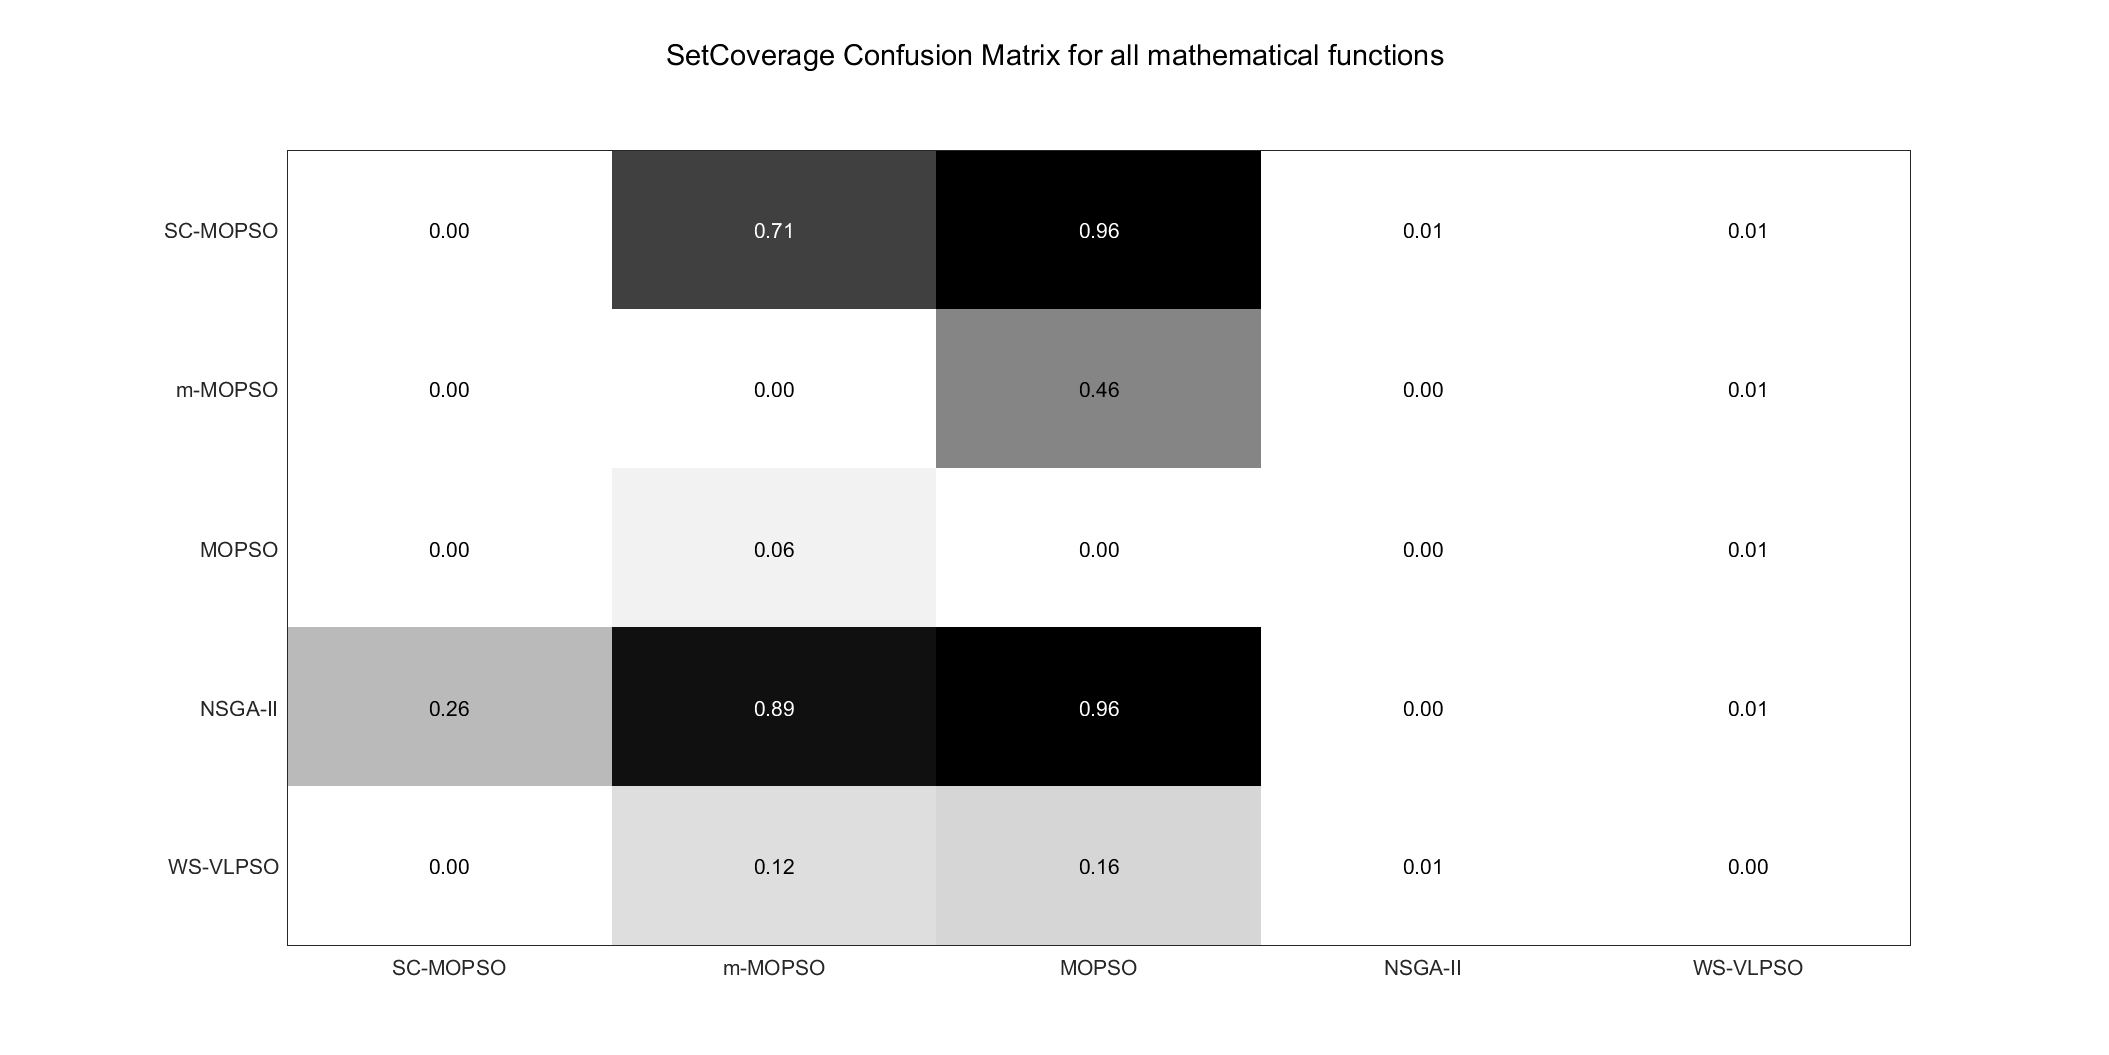 SetCoverage Confusion Matrix for all mathematical functions
SC-MOPSO 0.00 0.71 0.96 0.01 0.01
m-MOPSO 0.00 0.00 0.46 0.00 0.01
MOPSO 0.00 0.06 0.00 0.00 0.01
NSGA-II 0.26 0.89 0.96 0.00 0.01
WS-VLPSO 0.00 0.12 0.16 0.01 0.00
SC-MOPSO m-MOPSO MOPSO NSGA-II WS-VLPSO